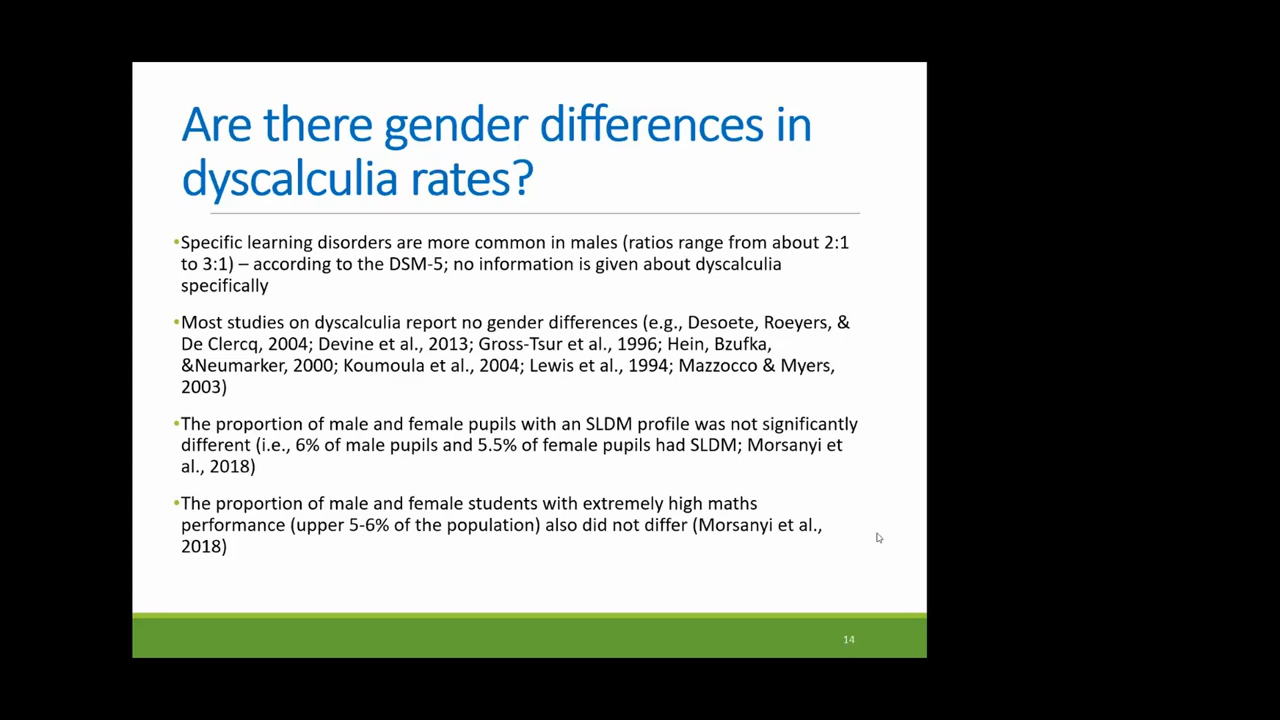 Are there gender differences in
dyscalculia rates?
•Specific learning disorders are more common in males (ratios range from about 2:1
to 3:1) – according to the DSM-5; no information is given about dyscalculia
specifically
•Most studies on dyscalculia report no gender differences (e.g., Desoete, Roeyers, &
De Clercq, 2004; Devine et al., 2013; Gross-Tsur et al., 1996; Hein, Bzufka,
&Neumarker, 2000; Koumoula et al., 2004; Lewis et al., 1994; Mazzocco & Myers,
2003)
•The proportion of male and female pupils with an SLDM profile was not significantly
different (i.e., 6% of male pupils and 5.5% of female pupils had SLDM; Morsanyi et
al., 2018)
•The proportion of male and female students with extremely high maths
performance (upper 5-6% of the population) also did not differ (Morsanyi et al.,
2018)
14